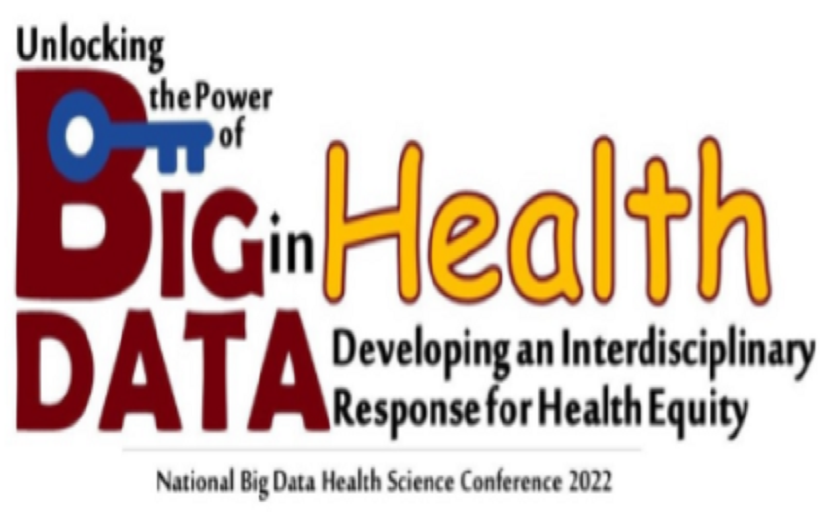 Unlocking
the Power
of
BIG in Health
DATA
Developing an Interdisciplinary
Response for Health Equity
National Big Data Health Science Conference 2022